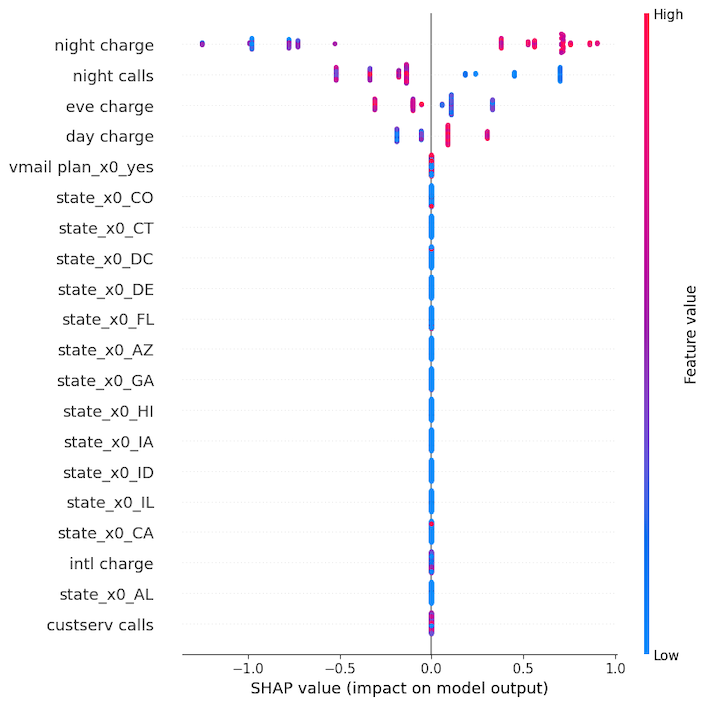 High
night charge
night calls
eve charge
day charge
vmail plan_x0_yes
state_x0_CO
state_x0_CT
state_x0_DC
state_x0_DE
state_x0_FL
state_x0_AZ
state_x0_GA
state_x0_HI
state_x0_IA
state_x0_ID
state_x0_IL
state_x0_CA
intl charge
state_x0_AL
custserv calls
Feature value
Low
−1.0 −0.5 0.0 0.5 1.0
SHAP value (impact on model output)